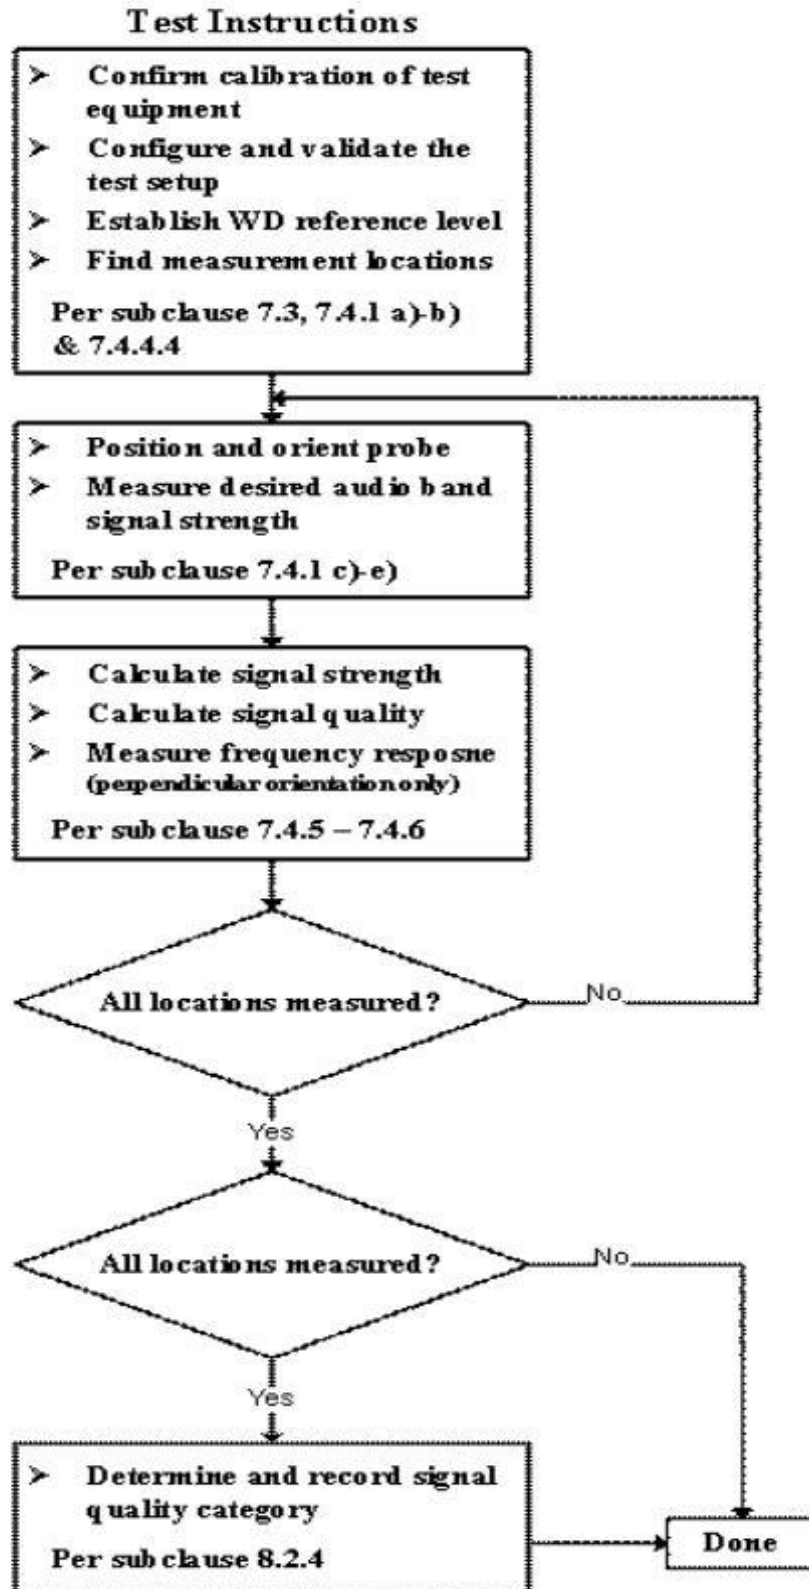 Test Instructions
➢ Confirm calibration of test
equipment
➢ Configure and validate the
test setup
➢ Establish WD reference level
➢ Find measurement locations
Per subclause 7.3, 7.4.1 a)-b)
& 7.4.4.4
➢ Position and orient probe
➢ Measure desired audio band
signal strength
Per subclause 7.4.1 c)-e)
➢ Calculate signal strength
➢ Calculate signal quality
➢ Measure frequency resposne
(perpendicular orientation only)
Per subclause 7.4.5 – 7.4.6
All locations measured?
No
Yes
All locations measured?
No
Yes
➢ Determine and record signal
quality category
Per subclause 8.2.4
Done